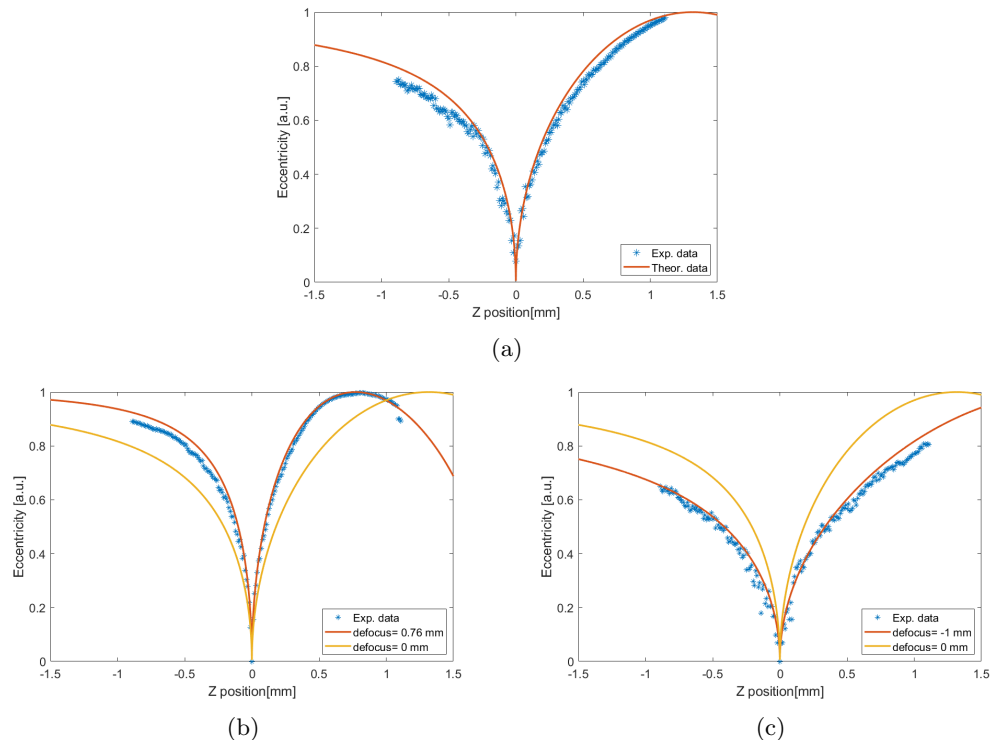 1
0.8
0.6
0.4
0.2
0
Eccentricity [a.u.]
Exp. data
Theor. data
-1.5 -1 -0.5 0 0.5 1 1.5
Z position[mm]
(a)
1
0.8
0.6
0.4
0.2
0
Eccentricity [a.u.]
Exp. data
defocus= 0.76 mm
defocus= 0 mm
-1.5 -1 -0.5 0 0.5 1 1.5
Z position[mm]
(b)
1
0.8
0.6
0.4
0.2
0
Eccentricity [a.u.]
Exp. data
defocus= -1 mm
defocus= 0 mm
-1.5 -1 -0.5 0 0.5 1 1.5
Z position[mm]
(c)